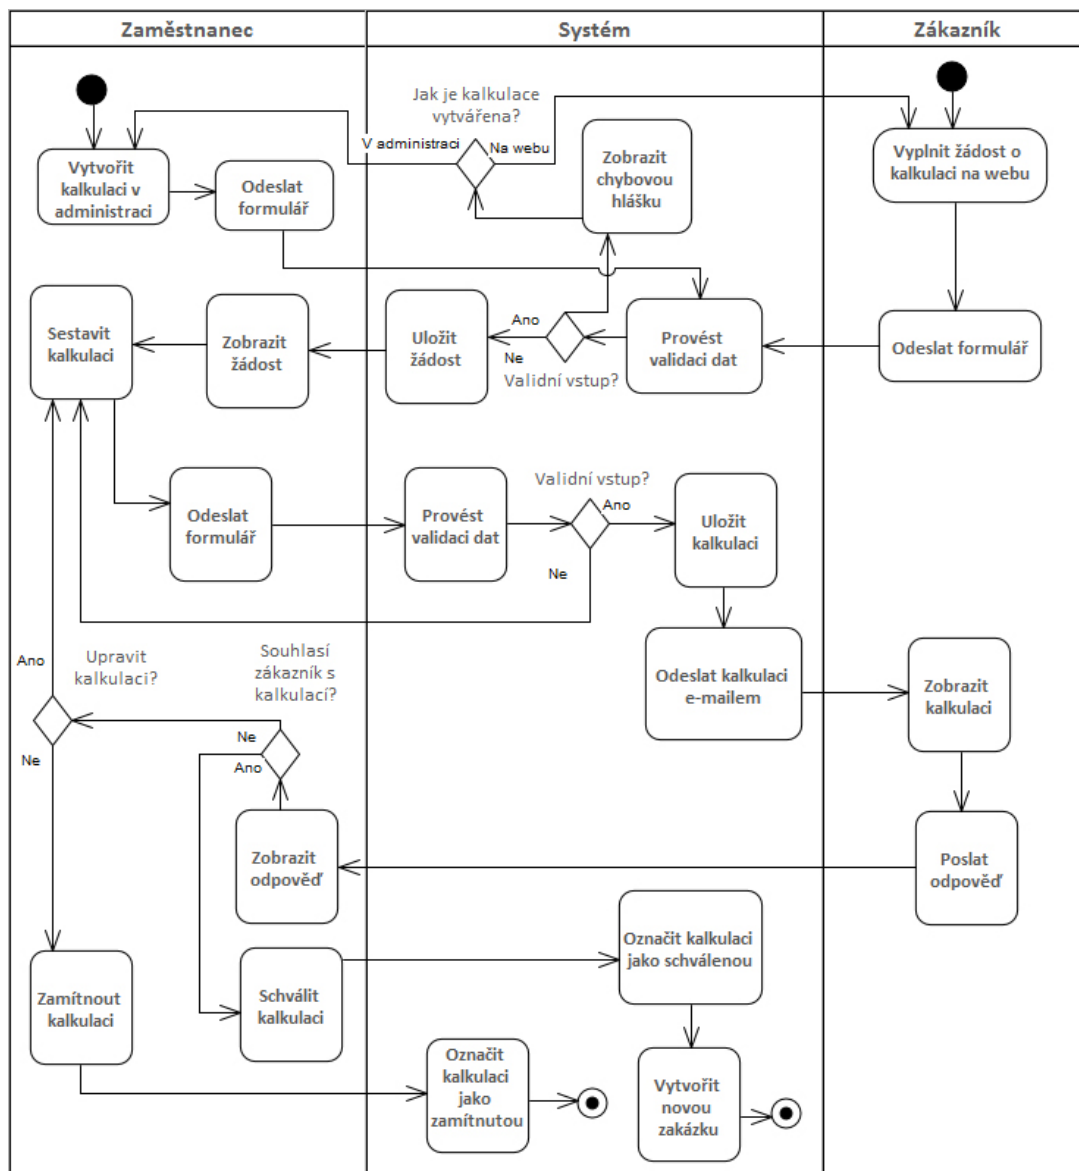 Zaměstnanec
Systém
Zákazník
Jak je kalkulace
vytvářena?
V administraci
Na webu
Vytvořit
kalkulaci v
administraci
Odeslat
formulář
Zobrazit
chybovou
hlášku
Vyplnit žádost o
kalkulaci na webu
Sestavit
kalkulaci
Zobrazit
žádost
Uložit
žádost
Ano
Ne
Validní vstup?
Provést
validaci dat
Odeslat formulář
Odeslat
formulář
Provést
validaci dat
Validní vstup?
Ano
Ne
Uložit
kalkulaci
Ano
Upravit
kalkulaci?
Ne
Souhlasí
zákazník s
kalkulací?
Ne
Ano
Odeslat kalkulaci
e-mailem
Zobrazit
kalkulaci
Zobrazit
odpověď
Poslat
odpověď
Zamítnout
kalkulaci
Schválit
kalkulaci
Označit kalkulaci
jako schválenou
Označit
kalkulaci
jako
zamítnutou
Vytvořit
novou
zakázku